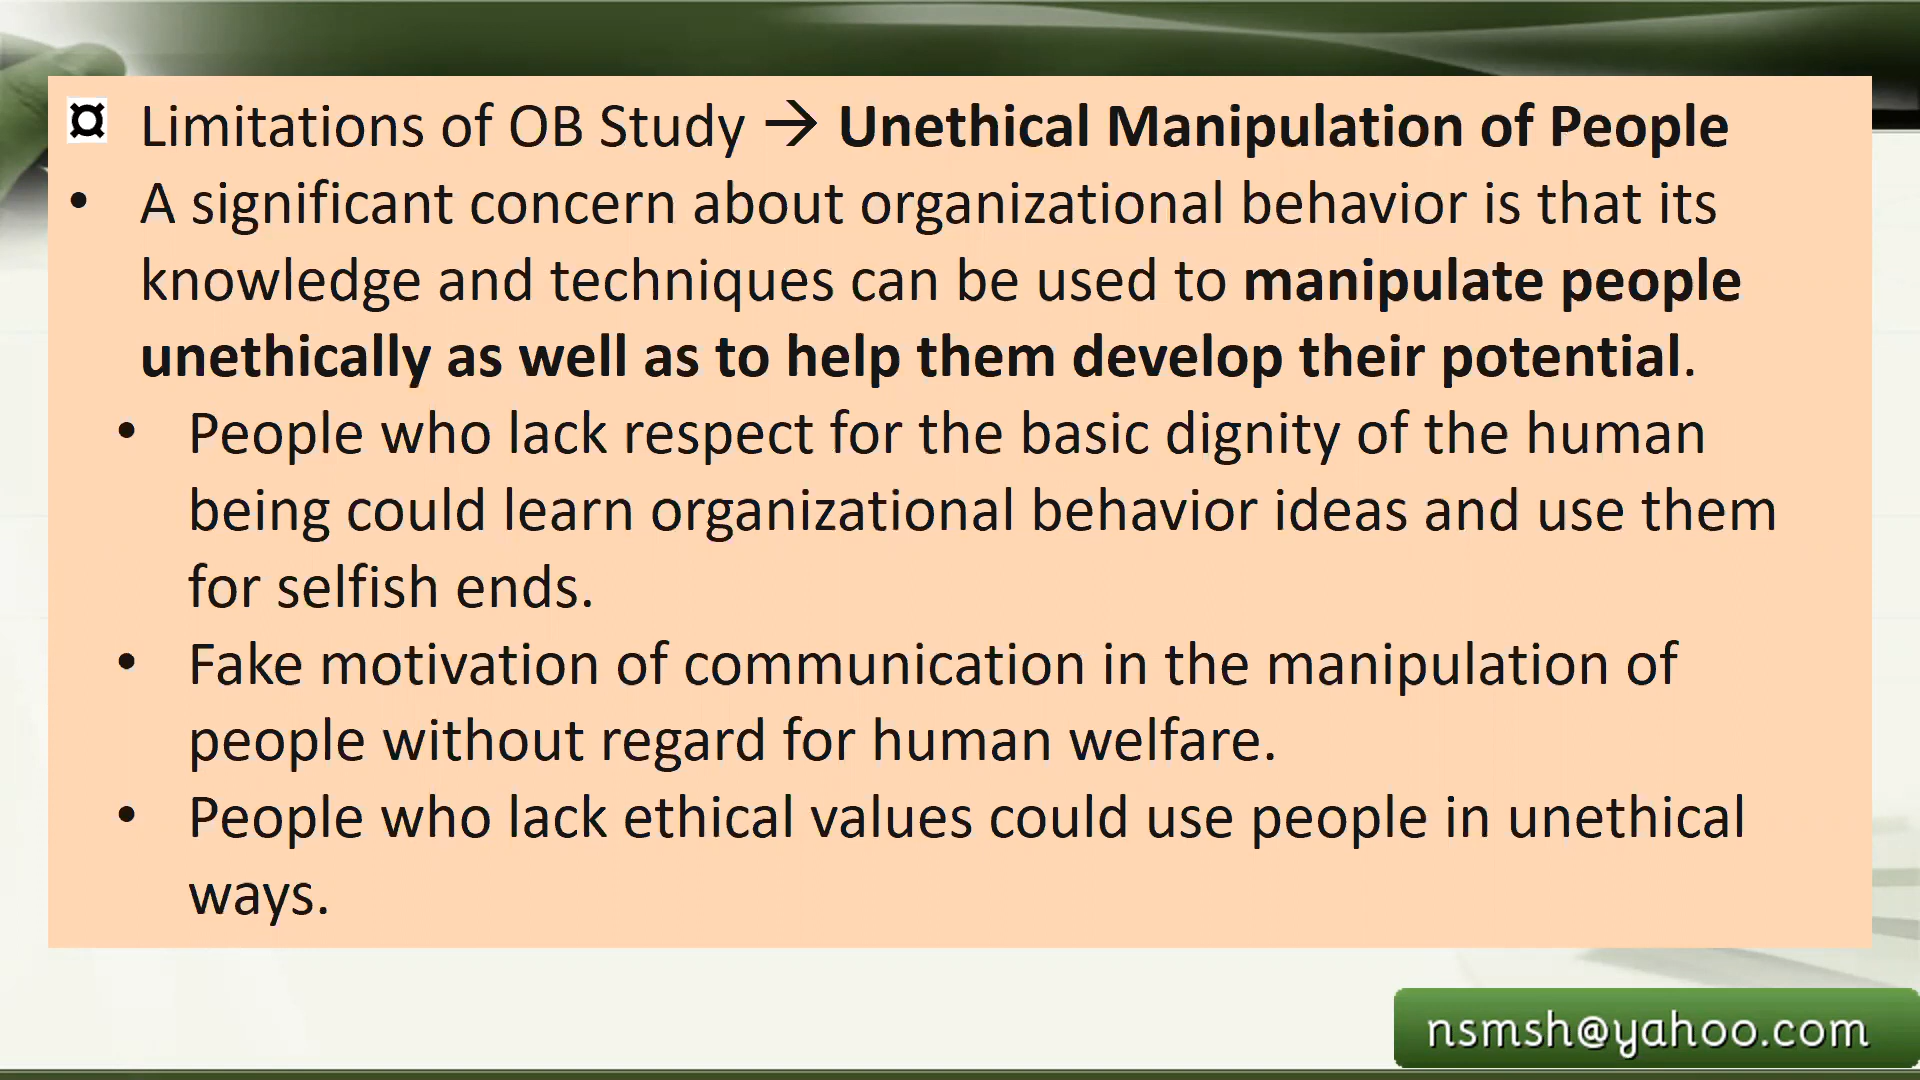 ¤ Limitations of OB Study → Unethical Manipulation of People
• A significant concern about organizational behavior is that its
knowledge and techniques can be used to manipulate people
unethically as well as to help them develop their potential.
• People who lack respect for the basic dignity of the human
being could learn organizational behavior ideas and use them
for selfish ends.
• Fake motivation of communication in the manipulation of
people without regard for human welfare.
• People who lack ethical values could use people in unethical
ways.
nsmsh@yahoo.com